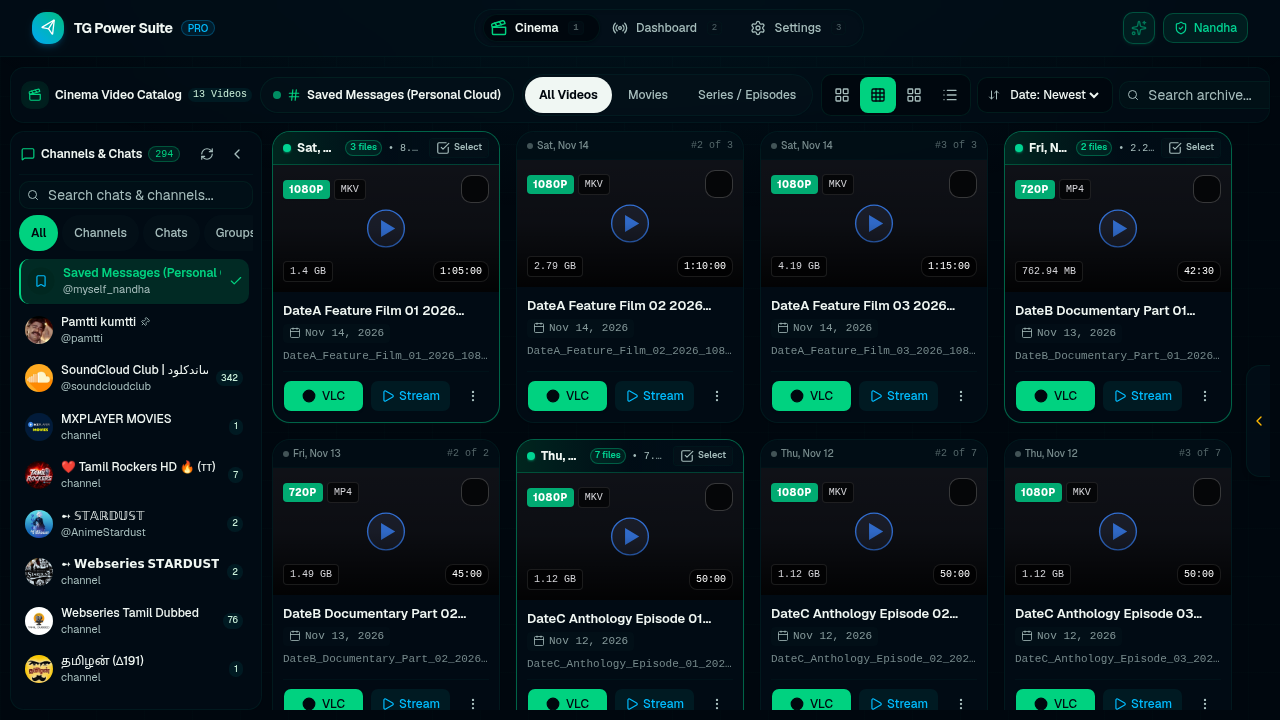 TG Power Suite PRO
Cinema 1
Dashboard 2
Settings 3
Nandha
Cinema Video Catalog 13 Videos
Saved Messages (Personal Cloud)
All Videos
Movies
Series / Episodes
Date: Newest
Search archive...
Channels & Chats 294
Search chats & channels...
All
Channels
Chats
Groups
Saved Messages (Personal
@myself_nandha
Pamtti kumtti
@pamtti
SoundCloud Club | ساندکلود
@soundcloudclub
342
MXPLAYER MOVIES
channel
1
❤️ Tamil Rockers HD 🔥 (тт)
channel
7
➻ 𝕊𝕋𝔸ℝ𝔻𝕌𝕊𝕋
@AnimeStardust
2
➻ 𝗪𝗲𝗯𝘀𝗲𝗿𝗶𝗲𝘀 𝗦𝗧𝗔𝗥𝗗𝗨𝗦𝗧
channel
2
Webseries Tamil Dubbed
channel
76
தமிழன் (∆191)
channel
1
Sat, ... 3 files • 8.... Select
1080P MKV
1.4 GB 1:05:00
DateA Feature Film 01 2026...
Nov 14, 2026
DateA_Feature_Film_01_2026_108...
VLC Stream
Sat, Nov 14 #2 of 3
1080P MKV
2.79 GB 1:10:00
DateA Feature Film 02 2026...
Nov 14, 2026
DateA_Feature_Film_02_2026_108...
VLC Stream
Sat, Nov 14 #3 of 3
1080P MKV
4.19 GB 1:15:00
DateA Feature Film 03 2026...
Nov 14, 2026
DateA_Feature_Film_03_2026_108...
VLC Stream
Fri, N... 2 files • 2.2... Select
720P MP4
762.94 MB 42:30
DateB Documentary Part 01...
Nov 13, 2026
DateB_Documentary_Part_01_2026...
VLC Stream
Fri, Nov 13 #2 of 2
720P MP4
1.49 GB 45:00
DateB Documentary Part 02...
Nov 13, 2026
DateB_Documentary_Part_02_2026...
VLC Stream
Thu, ... 7 files • 7.... Select
1080P MKV
1.12 GB 50:00
DateC Anthology Episode 01...
Nov 12, 2026
DateC_Anthology_Episode_01_202...
VLC Stream
Thu, Nov 12 #2 of 7
1080P MKV
1.12 GB 50:00
DateC Anthology Episode 02...
Nov 12, 2026
DateC_Anthology_Episode_02_202...
VLC Stream
Thu, Nov 12 #3 of 7
1080P MKV
1.12 GB 50:00
DateC Anthology Episode 03...
Nov 12, 2026
DateC_Anthology_Episode_03_202...
VLC Stream